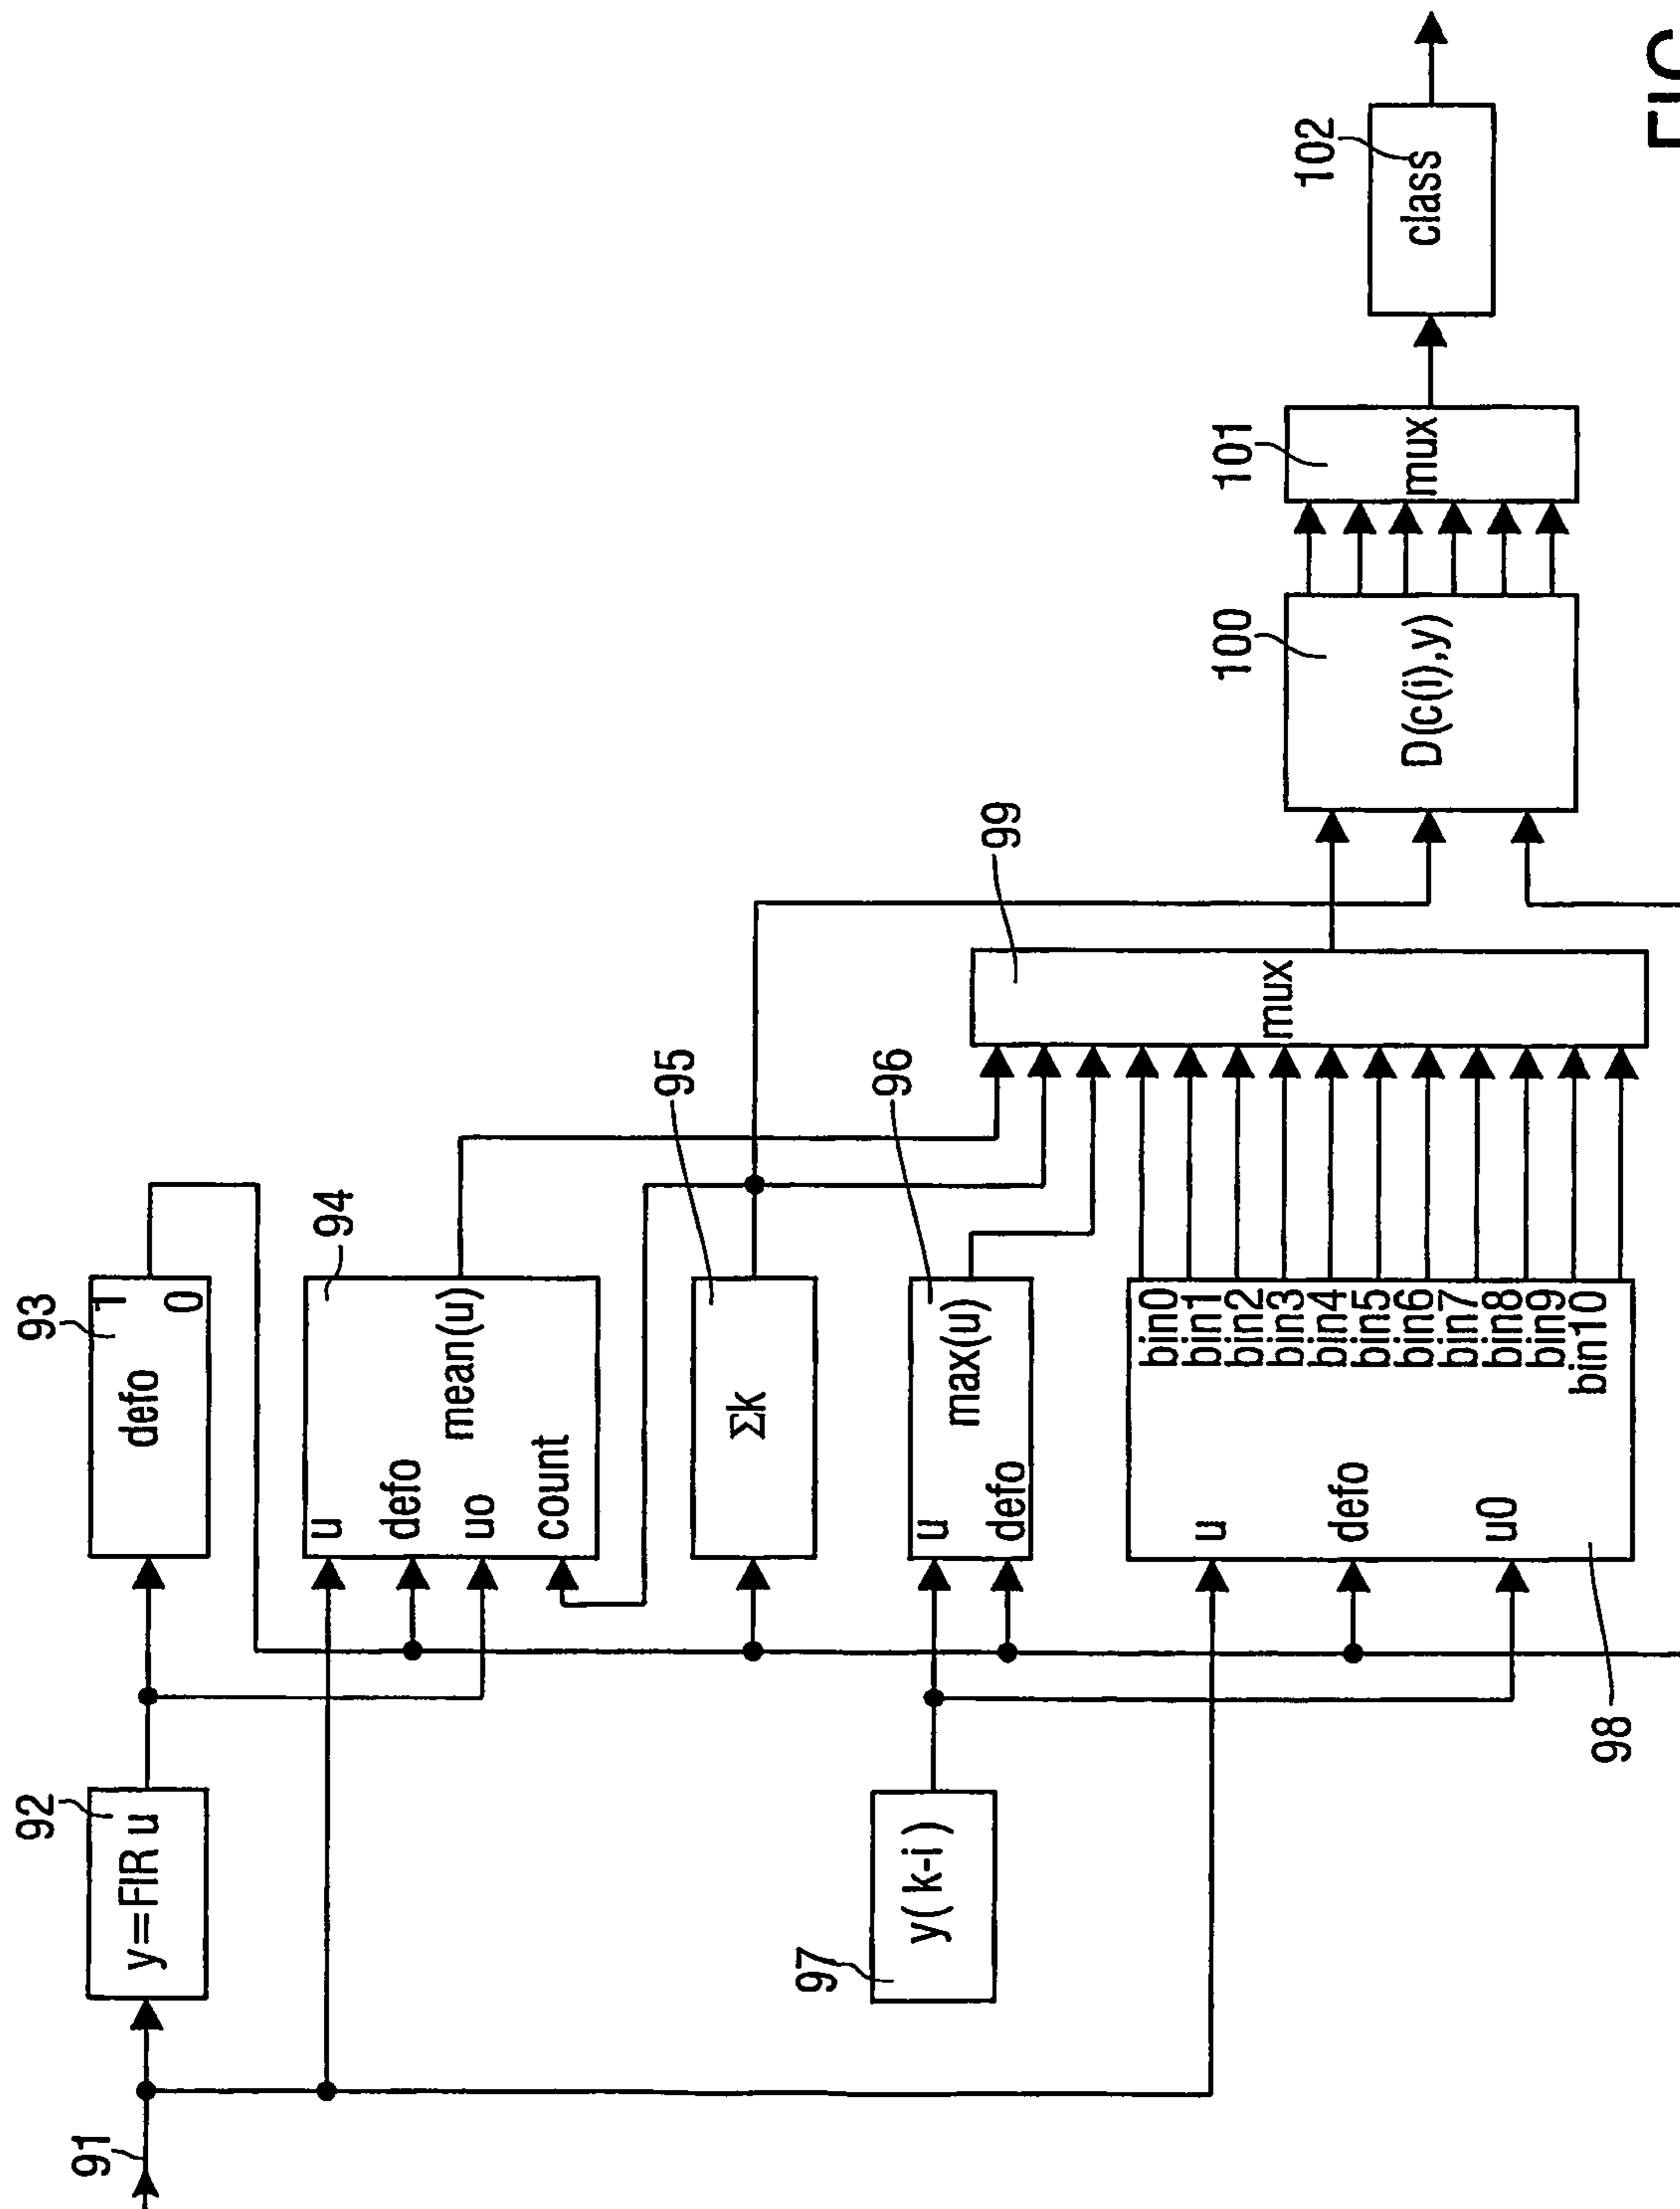 91
92
y=FIR u
93
defo
1
0
94
u
defo
uo
count
mean(u)
95
Σk
96
u
defo
max(u)
97
y( k-i )
98
u
defo
u0
bin0
bin1
bin2
bin3
bin4
bin5
bin6
bin7
bin8
bin9
bin10
99
mux
100
D(c(i),y)
101
mux
102
class